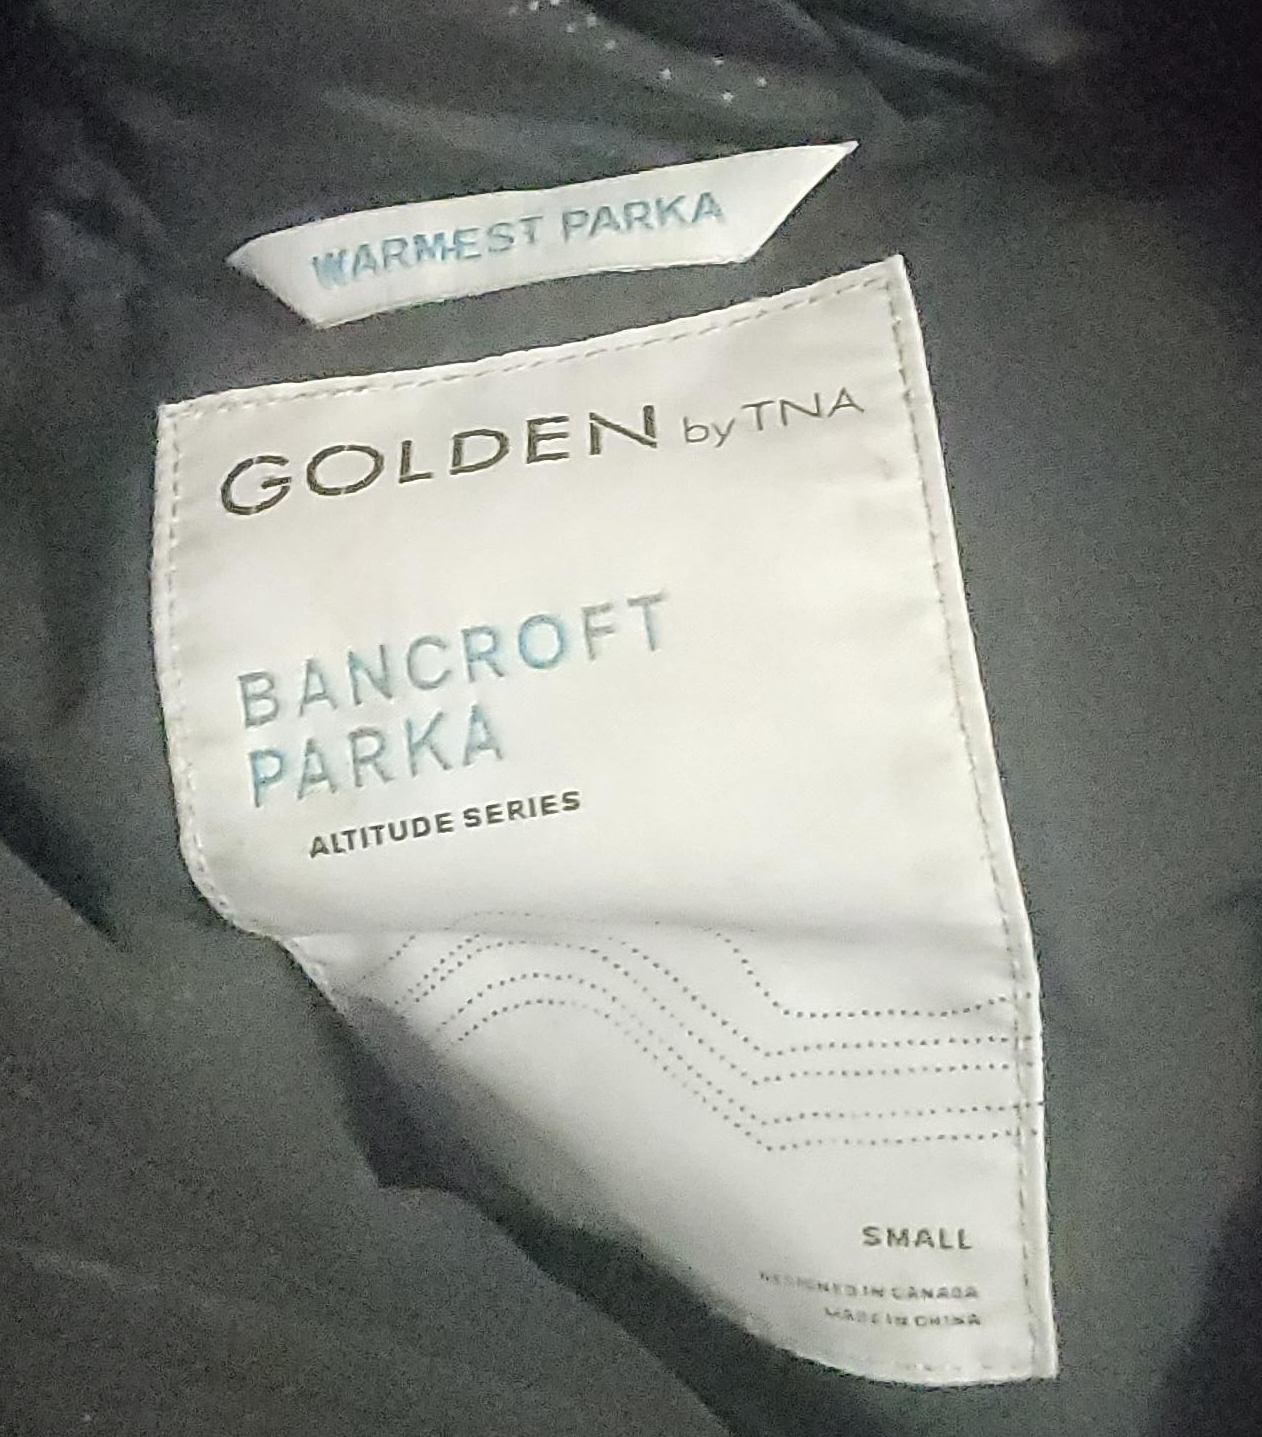 WARMEST PARKA
GOLDEN by TNA
BANCROFT
PARKA
ALTITUDE SERIES
SMALL
DESIGNED IN CANADA
MADE IN CHINA